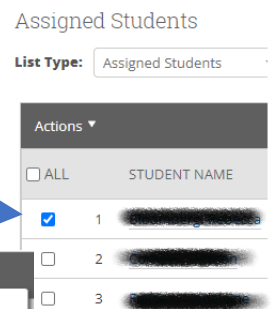 Assigned Students
List Type: Assigned Students
Actions
ALL STUDENT NAME
1
2
3